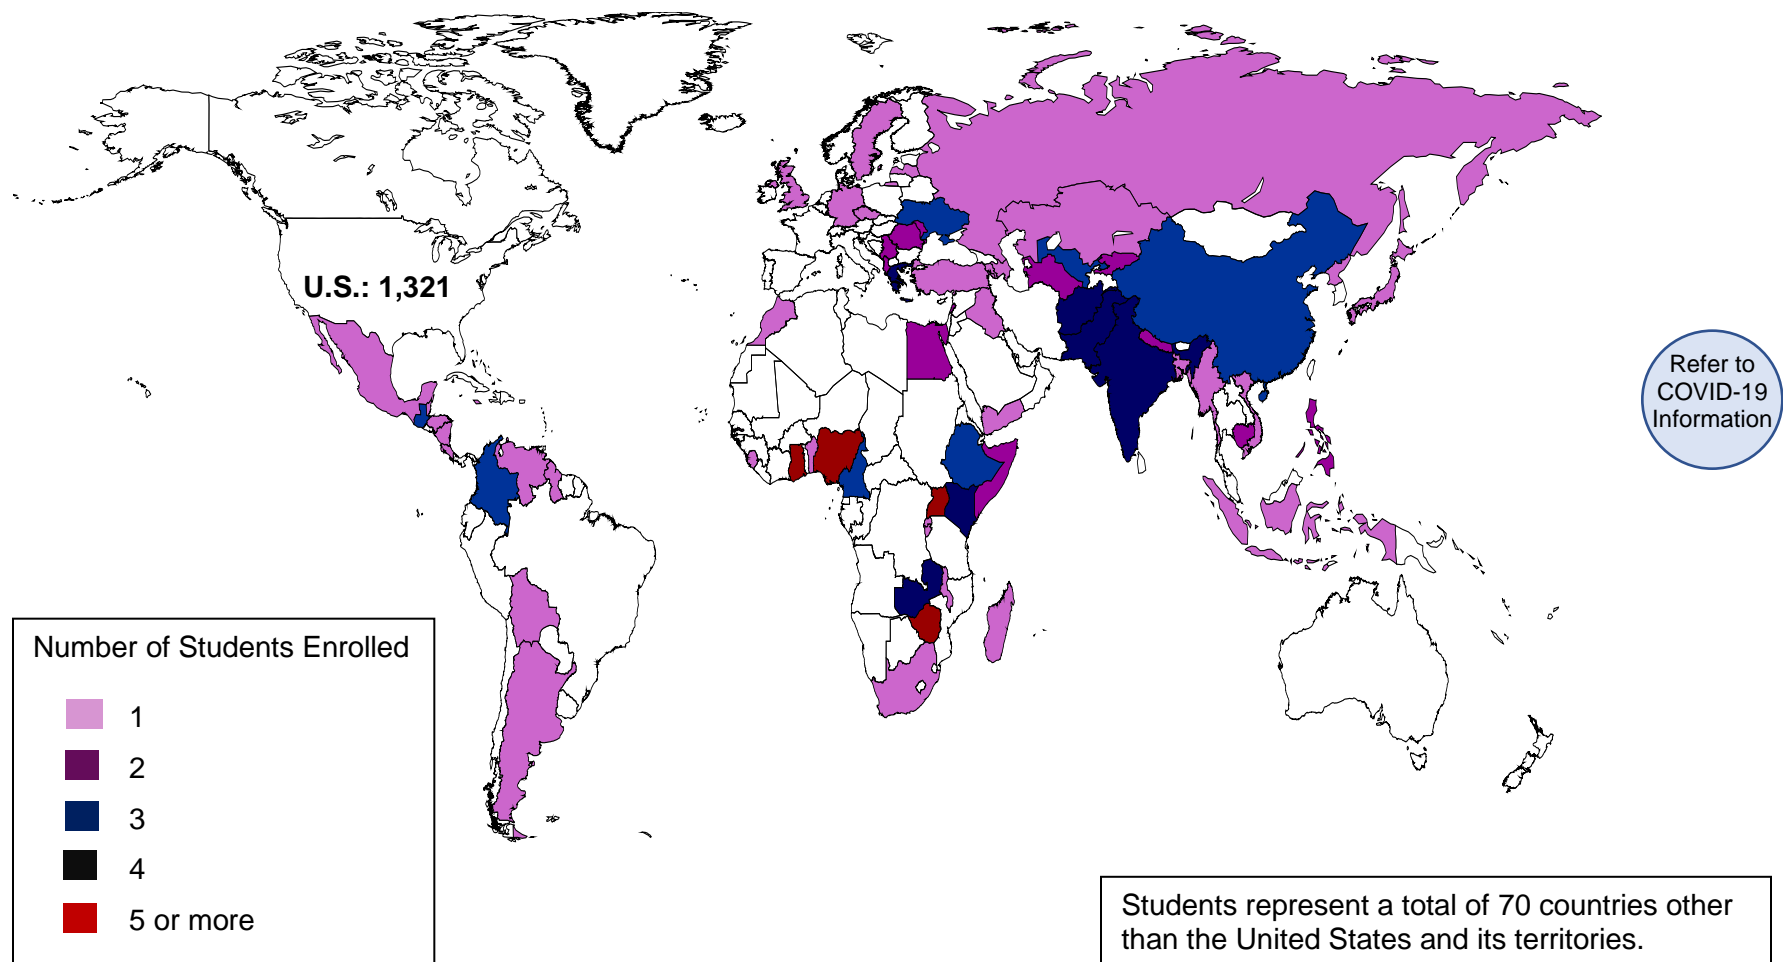 U.S.: 1,321
Refer to
COVID-19
Information
Number of Students Enrolled
1
2
3
4
5 or more
Students represent a total of 70 countries other
than the United States and its territories.